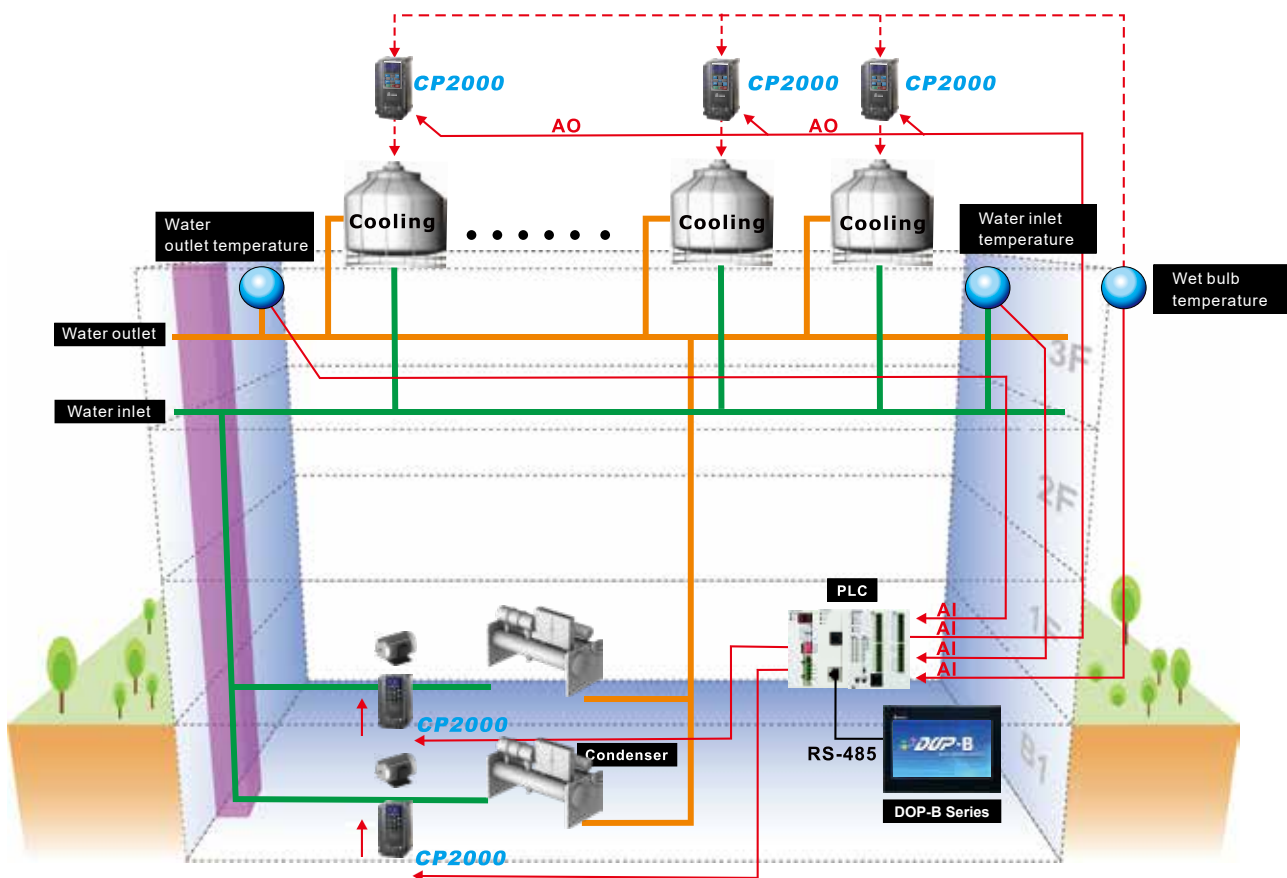 CP2000
CP2000
CP2000
AO
AO
Cooling
Cooling
Cooling
Water
outlet temperature
Water inlet
temperature
Wet bulb
temperature
Water outlet
3F
Water inlet
2F
PLC
AI
AI
1F
AI
AI
CP2000
Condenser
RS-485
DOP-B
B1
DOP-B Series
CP2000